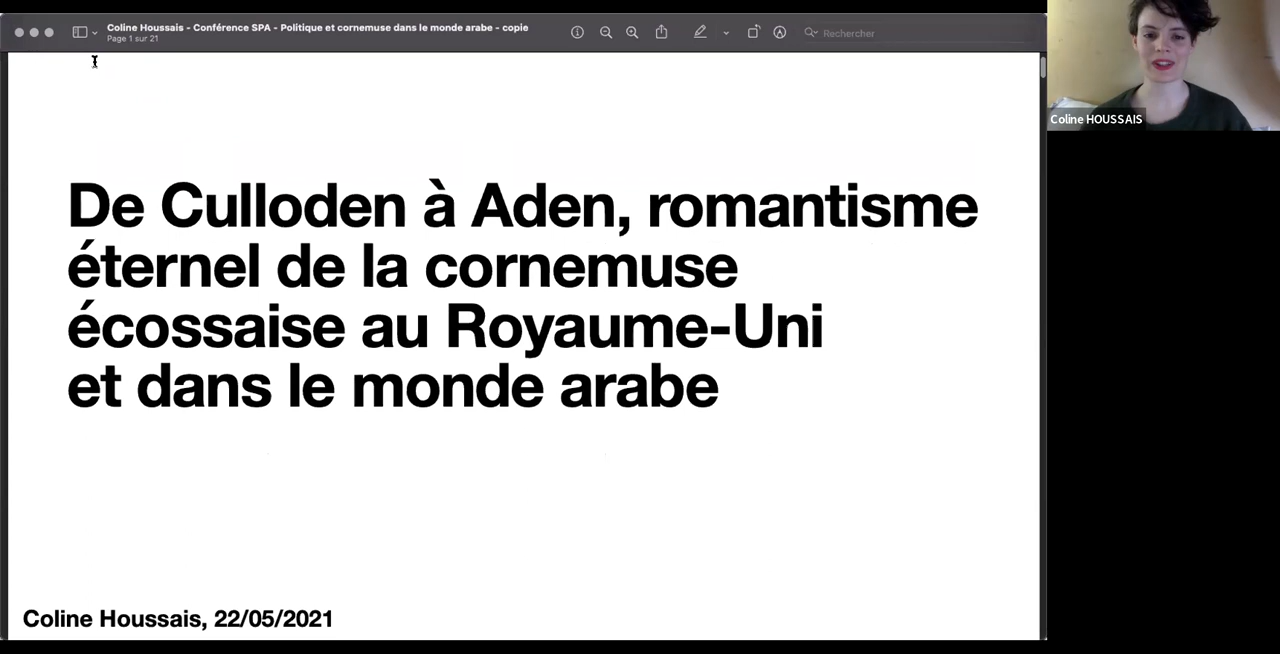 Coline Houssais - Conférence SPA - Politique et cornemuse dans le monde arabe - copie
Page 1 sur 21
Rechercher
Coline HOUSSAIS
De Culloden à Aden, romantisme
éternel de la cornemuse
écossaise au Royaume-Uni
et dans le monde arabe
Coline Houssais, 22/05/2021